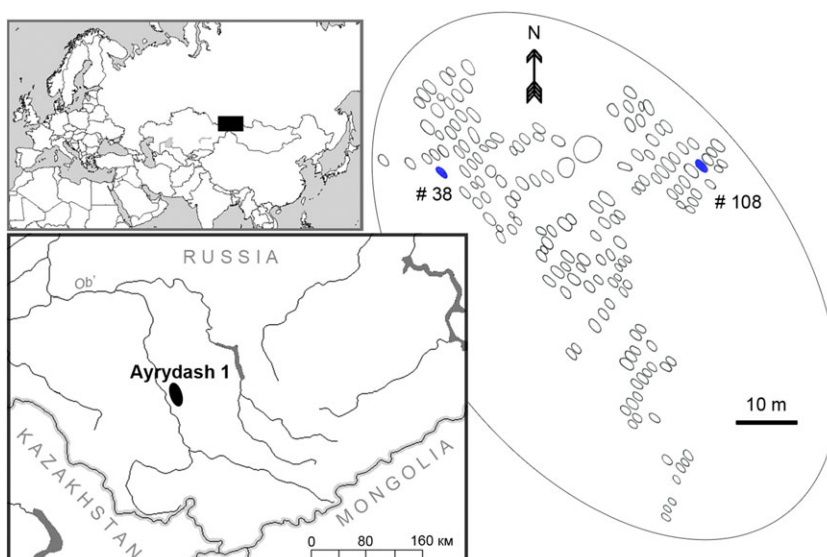 N
# 38
# 108
10 m
RUSSIA
Ob'
Ayrydash 1
KAZAKHSTAN
MONGOLIA
0 80 160 км